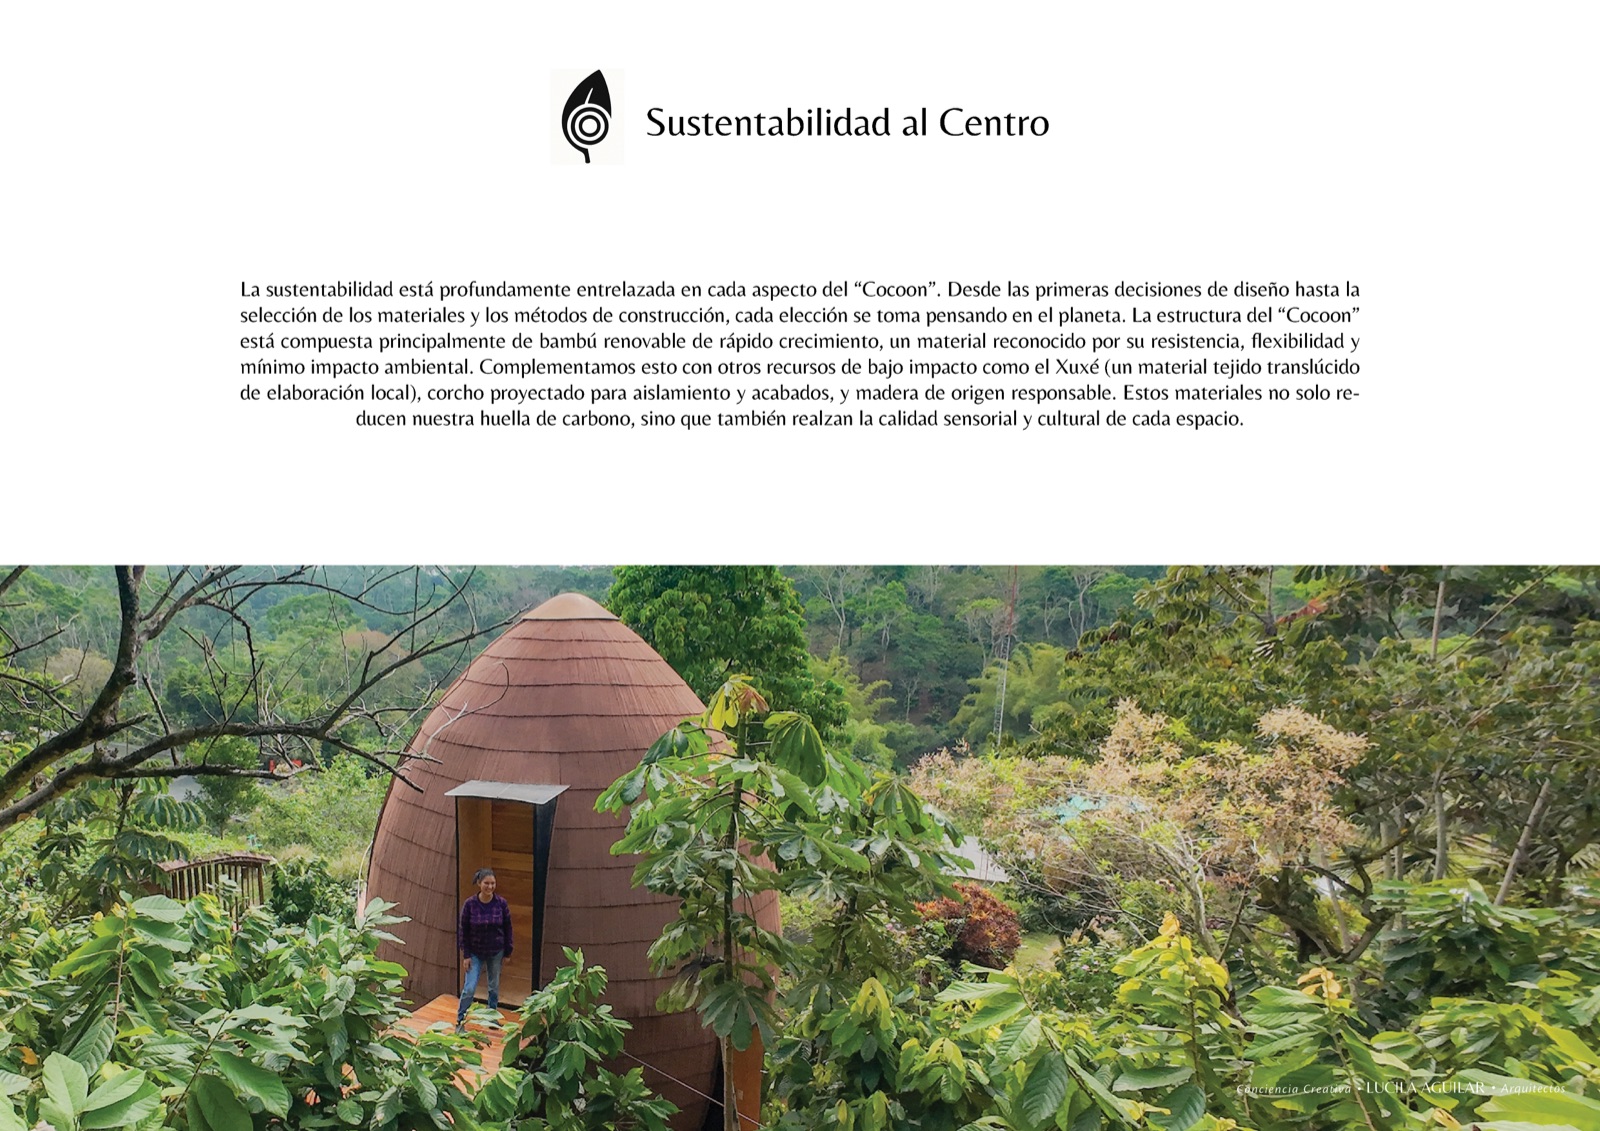 Sustentabilidad al Centro
La sustentabilidad está profundamente entrelazada en cada aspecto del “Cocoon”. Desde las primeras decisiones de diseño hasta la
selección de los materiales y los métodos de construcción, cada elección se toma pensando en el planeta. La estructura del “Cocoon”
está compuesta principalmente de bambú renovable de rápido crecimiento, un material reconocido por su resistencia, flexibilidad y
mínimo impacto ambiental. Complementamos esto con otros recursos de bajo impacto como el Xuxé (un material tejido translúcido
de elaboración local), corcho proyectado para aislamiento y acabados, y madera de origen responsable. Estos materiales no solo re-
ducen nuestra huella de carbono, sino que también realzan la calidad sensorial y cultural de cada espacio.
Conciencia Creativa • LUCILA AGUILAR • Arquitectos